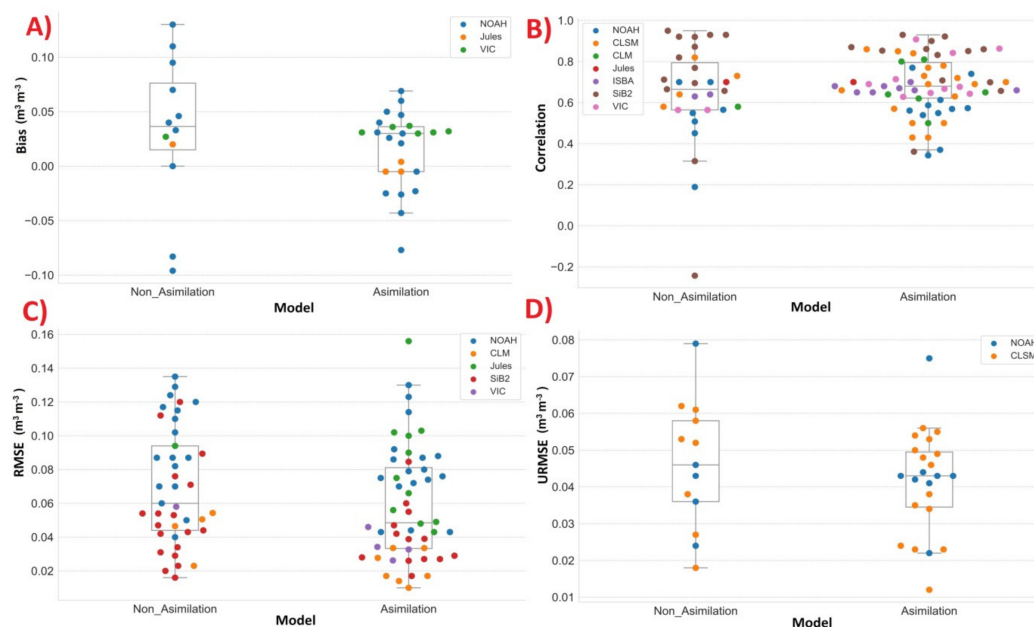 A)
NOAH
Jules
VIC
Bias (m³ m⁻³)
0.10
0.05
0.00
−0.05
−0.10
Non_Asimilation
Asimilation
Model
B)
NOAH
CLSM
CLM
Jules
ISBA
SiB2
VIC
Correlation
1.0
0.8
0.6
0.4
0.2
0.0
−0.2
Non_Asimilation
Asimilation
Model
C)
NOAH
CLM
Jules
SiB2
VIC
RMSE (m³ m⁻³)
0.16
0.14
0.12
0.10
0.08
0.06
0.04
0.02
Non_Asimilation
Asimilation
Model
D)
NOAH
CLSM
URMSE (m³ m⁻³)
0.08
0.07
0.06
0.05
0.04
0.03
0.02
0.01
Non_Asimilation
Asimilation
Model